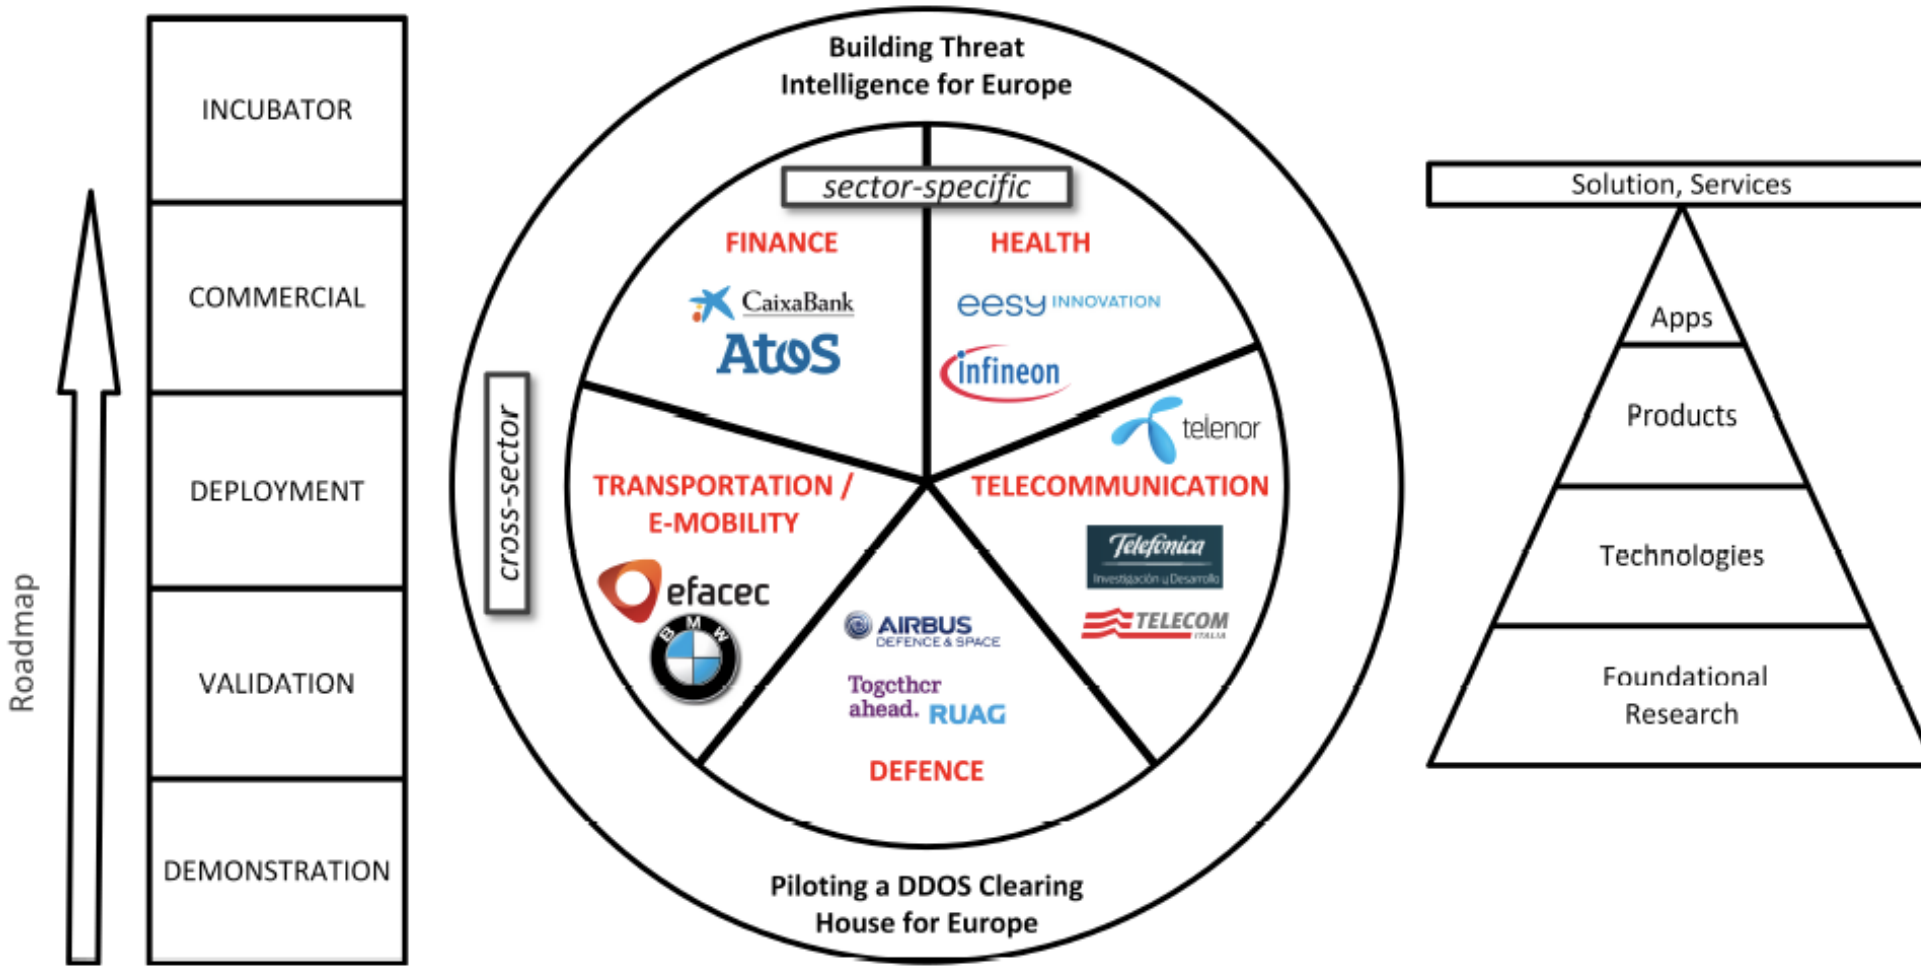 Roadmap
INCUBATOR
COMMERCIAL
DEPLOYMENT
VALIDATION
DEMONSTRATION
Building Threat
Intelligence for Europe
sector-specific
cross-sector
FINANCE
CaixaBank
Atos
HEALTH
eesy INNOVATION
infineon
TRANSPORTATION /
E-MOBILITY
efacec
BMW
telenor
TELECOMMUNICATION
Telefónica
Investigación y Desarrollo
TELECOM
ITALIA
AIRBUS
DEFENCE & SPACE
Together
ahead. RUAG
DEFENCE
Piloting a DDOS Clearing
House for Europe
Solution, Services
Apps
Products
Technologies
Foundational
Research